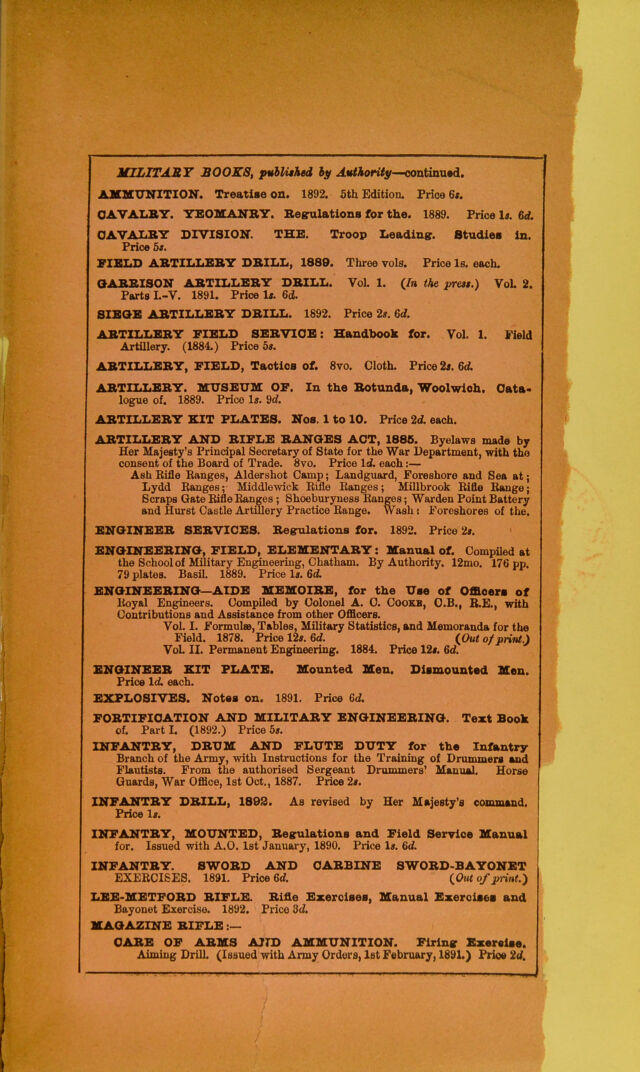 MILITARY BOOKS, published by Authority—continued.
AMMUNITION. Treatise on. 1892. 5th Edition. Price 6s.
CAVALRY. YEOMANRY. Regulations for the. 1889. Price 1s. 6d.
CAVALRY DIVISION. THE. Troop Leading. Studies in.
Price 5s.
FIELD ARTILLERY DRILL, 1889. Three vols. Price 1s. each.
GARRISON ARTILLERY DRILL. Vol. 1. (In the press.) Vol. 2.
Parts I.-V. 1891. Price 1s. 6d.
SIEGE ARTILLERY DRILL. 1892. Price 2s. 6d.
ARTILLERY FIELD SERVICE: Handbook for. Vol. 1. Field
Artillery. (1884.) Price 5s.
ARTILLERY, FIELD, Tactics of. 8vo. Cloth. Price 2s. 6d.
ARTILLERY. MUSEUM OF. In the Rotunda, Woolwich. Cata-
logue of. 1889. Price 1s. 9d.
ARTILLERY KIT PLATES. Nos. 1 to 10. Price 2d. each.
ARTILLERY AND RIFLE RANGES ACT, 1885. Byelaws made by
Her Majesty's Principal Secretary of State for the War Department, with the
consent of the Board of Trade. 8vo. Price 1d. each:—
Ash Rifle Ranges, Aldershot Camp; Landguard, Foreshore and Sea at;
Lydd Ranges; Middlewick Rifle Ranges; Millbrook Rifle Range;
Scraps Gate Rifle Ranges; Shoeburyness Ranges; Warden Point Battery
and Hurst Castle Artillery Practice Range. Wash: Foreshores of the.
ENGINEER SERVICES. Regulations for. 1892. Price 2s.
ENGINEERING, FIELD, ELEMENTARY: Manual of. Compiled at
the School of Military Engineering, Chatham. By Authority. 12mo. 176 pp.
79 plates. Basil. 1889. Price 1s. 6d.
ENGINEERING—AIDE MEMOIRE, for the Use of Officers of
Royal Engineers. Compiled by Colonel A. C. COOKE, C.B., R.E., with
Contributions and Assistance from other Officers.
Vol. I. Formulæ, Tables, Military Statistics, and Memoranda for the
Field. 1878. Price 12s. 6d. (Out of print.)
Vol. II. Permanent Engineering. 1884. Price 12s. 6d.
ENGINEER KIT PLATE. Mounted Men. Dismounted Men.
Price 1d. each.
EXPLOSIVES. Notes on. 1891. Price 6d.
FORTIFICATION AND MILITARY ENGINEERING. Text Book
of. Part I. (1892.) Price 5s.
INFANTRY, DRUM AND FLUTE DUTY for the Infantry
Branch of the Army, with Instructions for the Training of Drummers and
Flautists. From the authorised Sergeant Drummers' Manual. Horse
Guards, War Office, 1st Oct., 1887. Price 2s.
INFANTRY DRILL, 1892. As revised by Her Majesty's command.
Price 1s.
INFANTRY, MOUNTED, Regulations and Field Service Manual
for. Issued with A.O. 1st January, 1890. Price 1s. 6d.
INFANTRY. SWORD AND CARBINE SWORD-BAYONET
EXERCISES. 1891. Price 6d. (Out of print.)
LEE-METFORD RIFLE. Rifle Exercises, Manual Exercises and
Bayonet Exercise. 1892. Price 3d.
MAGAZINE RIFLE:—
CARE OF ARMS AND AMMUNITION. Firing Exercise.
Aiming Drill. (Issued with Army Orders, 1st February, 1891.) Price 2d.